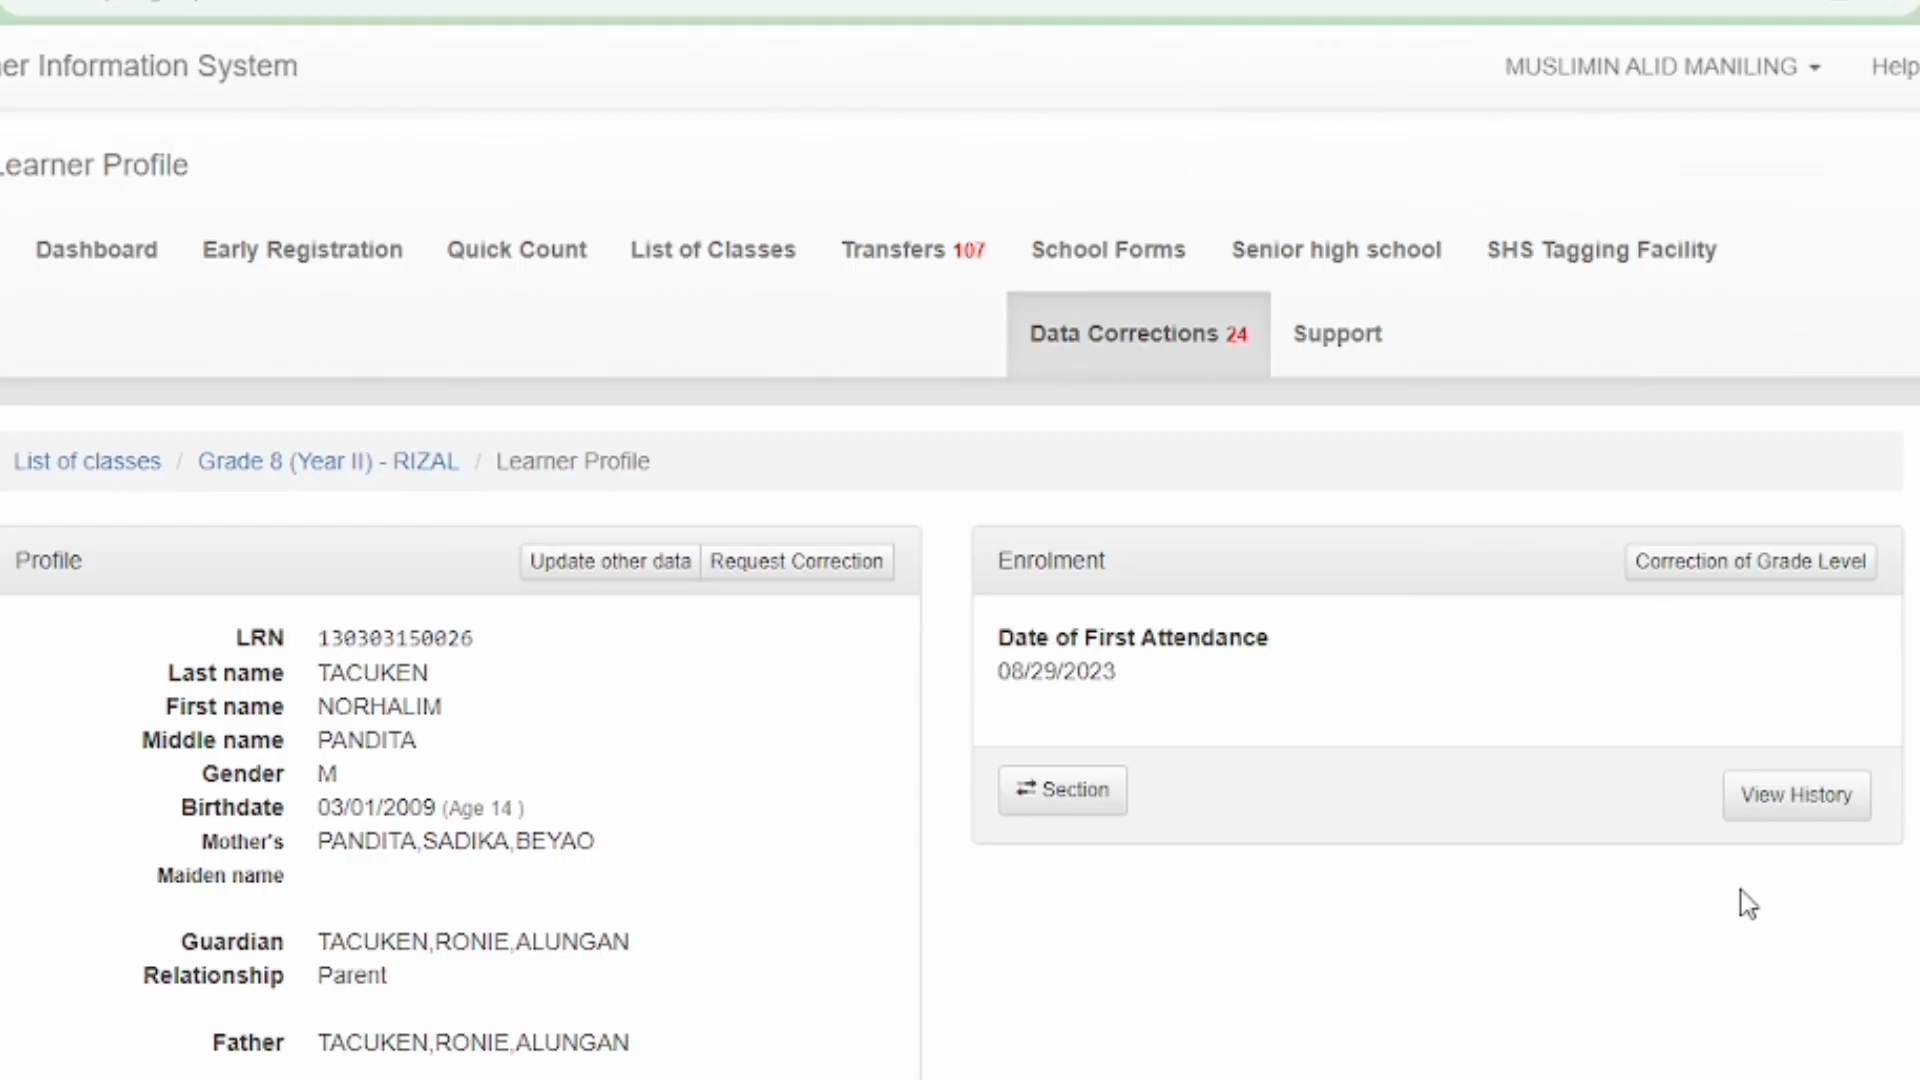 er Information System
MUSLIMIN ALID MANILING
Help
Learner Profile
Dashboard
Early Registration
Quick Count
List of Classes
Transfers 107
School Forms
Senior high school
SHS Tagging Facility
Data Corrections 24
Support
List of classes / Grade 8 (Year II) - RIZAL / Learner Profile
Profile
Update other data
Request Correction
LRN 130303150026
Last name TACUKEN
First name NORHALIM
Middle name PANDITA
Gender M
Birthdate 03/01/2009 (Age 14 )
Mother's PANDITA,SADIKA,BEYAO
Maiden name
Guardian TACUKEN,RONIE,ALUNGAN
Relationship Parent
Father TACUKEN,RONIE,ALUNGAN
Enrolment
Correction of Grade Level
Date of First Attendance
08/29/2023
Section
View History